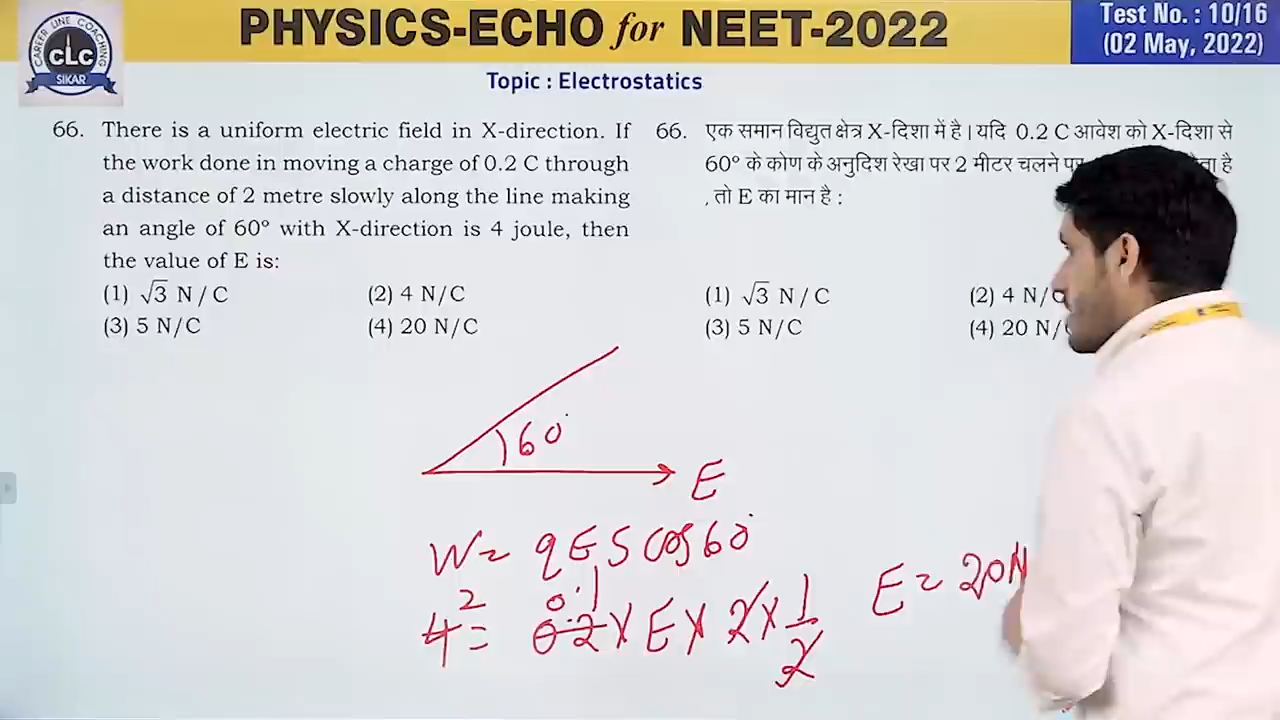 CAREER LINE COACHING
CLC
SIKAR
PHYSICS-ECHO for NEET-2022
Test No. : 10/16
(02 May, 2022)
Topic : Electrostatics
66. There is a uniform electric field in X-direction. If
the work done in moving a charge of 0.2 C through
a distance of 2 metre slowly along the line making
an angle of 60° with X-direction is 4 joule, then
the value of E is:
(1) √3 N/C (2) 4 N/C
(3) 5 N/C (4) 20 N/C
66. एक समान विद्युत क्षेत्र X-दिशा में है। यदि 0.2 C आवेश को X-दिशा से
60° के कोण के अनुदिश रेखा पर 2 मीटर चलने पर है
, तो E का मान है :
(1) √3 N/C (2) 4 N/C
(3) 5 N/C (4) 20 N/
60°
E
W = qES cos60°
2 0.1
4 = 0.2 × E × 2 × 1/2
E = 20N